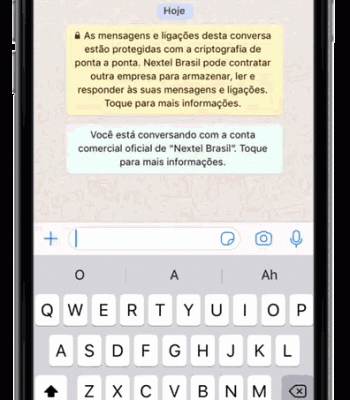 Hoje
As mensagens e ligações desta conversa
estão protegidas com a criptografia de
ponta a ponta. Nextel Brasil pode contratar
outra empresa para armazenar, ler e
responder às suas mensagens e ligações.
Toque para mais informações.
Você está conversando com a conta
comercial oficial de “Nextel Brasil”. Toque
para mais informações.
O A Ah
Q W E R T Y U I O P
A S D F G H J K L
Z X C V B N M